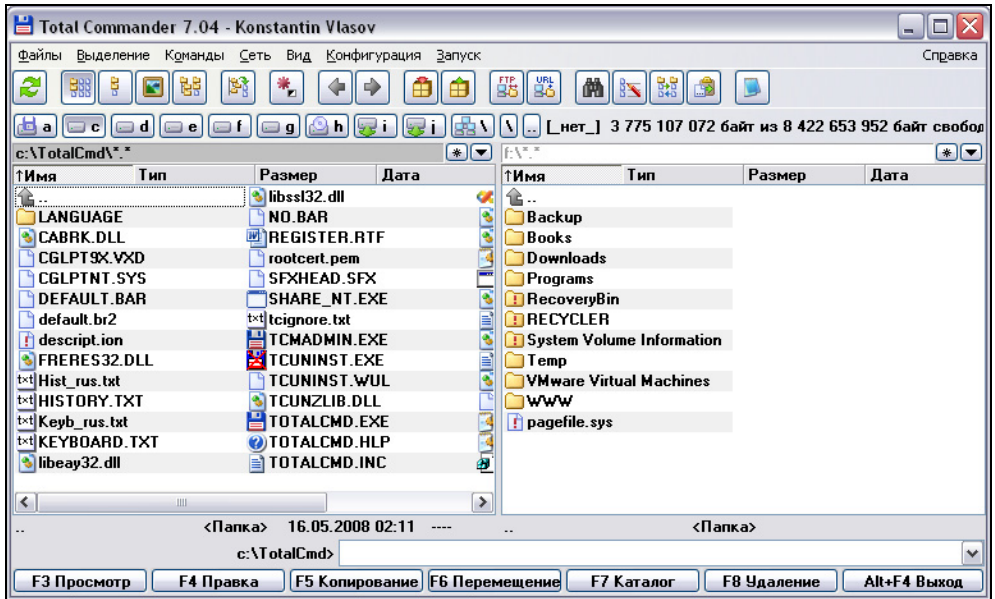 Total Commander 7.04 - Konstantin Vlasov
Файлы Выделение Команды Сеть Вид Конфигурация Запуск Справка
FTP URL
a c d e f g h i j \ \ .. [_нет_] 3 775 107 072 байт из 8 422 653 952 байт свобод
c:\TotalCmd\*.* * ▼
↑Имя Тип Размер Дата
..
LANGUAGE
CABRK.DLL
CGLPT9X.VXD
CGLPTNT.SYS
DEFAULT.BAR
default.br2
descript.ion
FRERES32.DLL
Hist_rus.txt
HISTORY.TXT
Keyb_rus.txt
KEYBOARD.TXT
libeay32.dll
libssl32.dll
NO.BAR
REGISTER.RTF
rootcert.pem
SFXHEAD.SFX
SHARE_NT.EXE
tcignore.txt
TCMADMIN.EXE
TCUNINST.EXE
TCUNINST.WUL
TCUNZLIB.DLL
TOTALCMD.EXE
TOTALCMD.HLP
TOTALCMD.INC
f:\*.* * ▼
↑Имя Тип Размер Дата
..
Backup
Books
Downloads
Programs
RecoveryBin
RECYCLER
System Volume Information
Temp
VMware Virtual Machines
WWW
pagefile.sys
.. <Папка> 16.05.2008 02:11 ----
.. <Папка>
c:\TotalCmd>
F3 Просмотр F4 Правка F5 Копирование F6 Перемещение F7 Каталог F8 Удаление Alt+F4 Выход